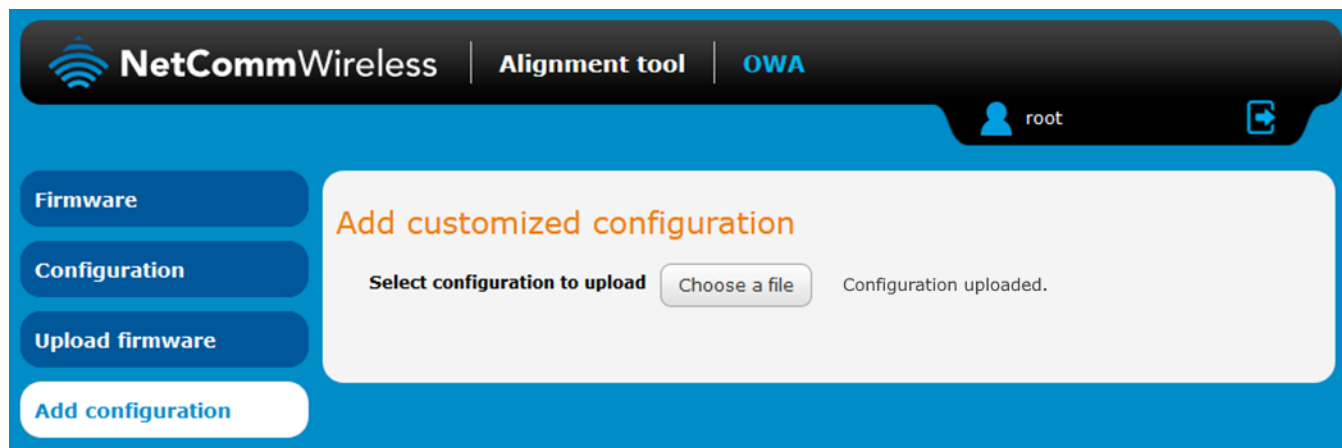 NetCommWireless Alignment tool OWA
root
Firmware
Configuration
Upload firmware
Add configuration
Add customized configuration
Select configuration to upload Choose a file Configuration uploaded.